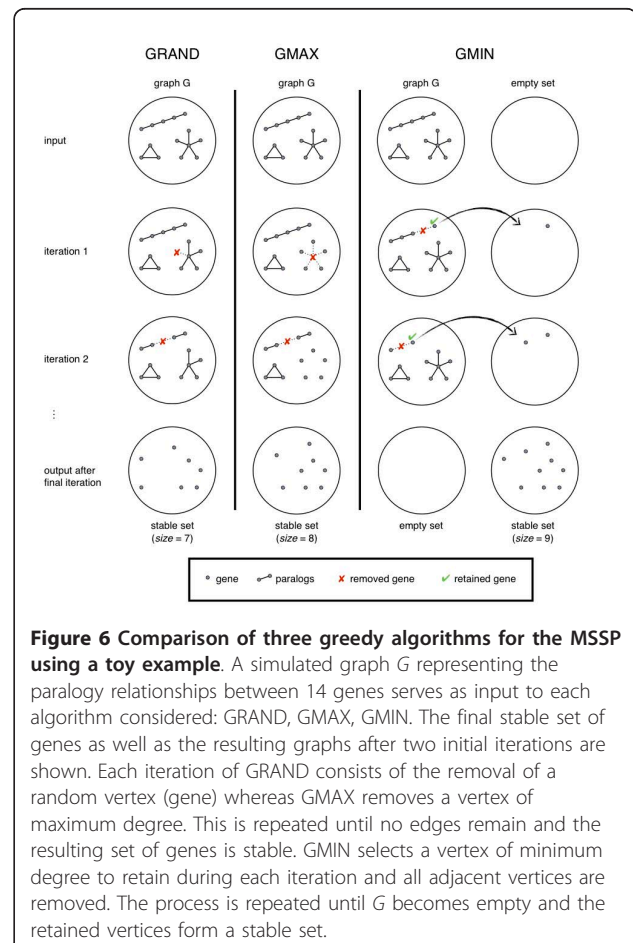 GRAND GMAX GMIN
graph G graph G graph G empty set
input
iteration 1
iteration 2
⋮
output after
final iteration
stable set stable set empty set stable set
(size = 7) (size = 8) (size = 9)
gene paralogs removed gene retained gene
Figure 6 Comparison of three greedy algorithms for the MSSP
using a toy example. A simulated graph G representing the
paralogy relationships between 14 genes serves as input to each
algorithm considered: GRAND, GMAX, GMIN. The final stable set of
genes as well as the resulting graphs after two initial iterations are
shown. Each iteration of GRAND consists of the removal of a
random vertex (gene) whereas GMAX removes a vertex of
maximum degree. This is repeated until no edges remain and the
resulting set of genes is stable. GMIN selects a vertex of minimum
degree to retain during each iteration and all adjacent vertices are
removed. The process is repeated until G becomes empty and the
retained vertices form a stable set.